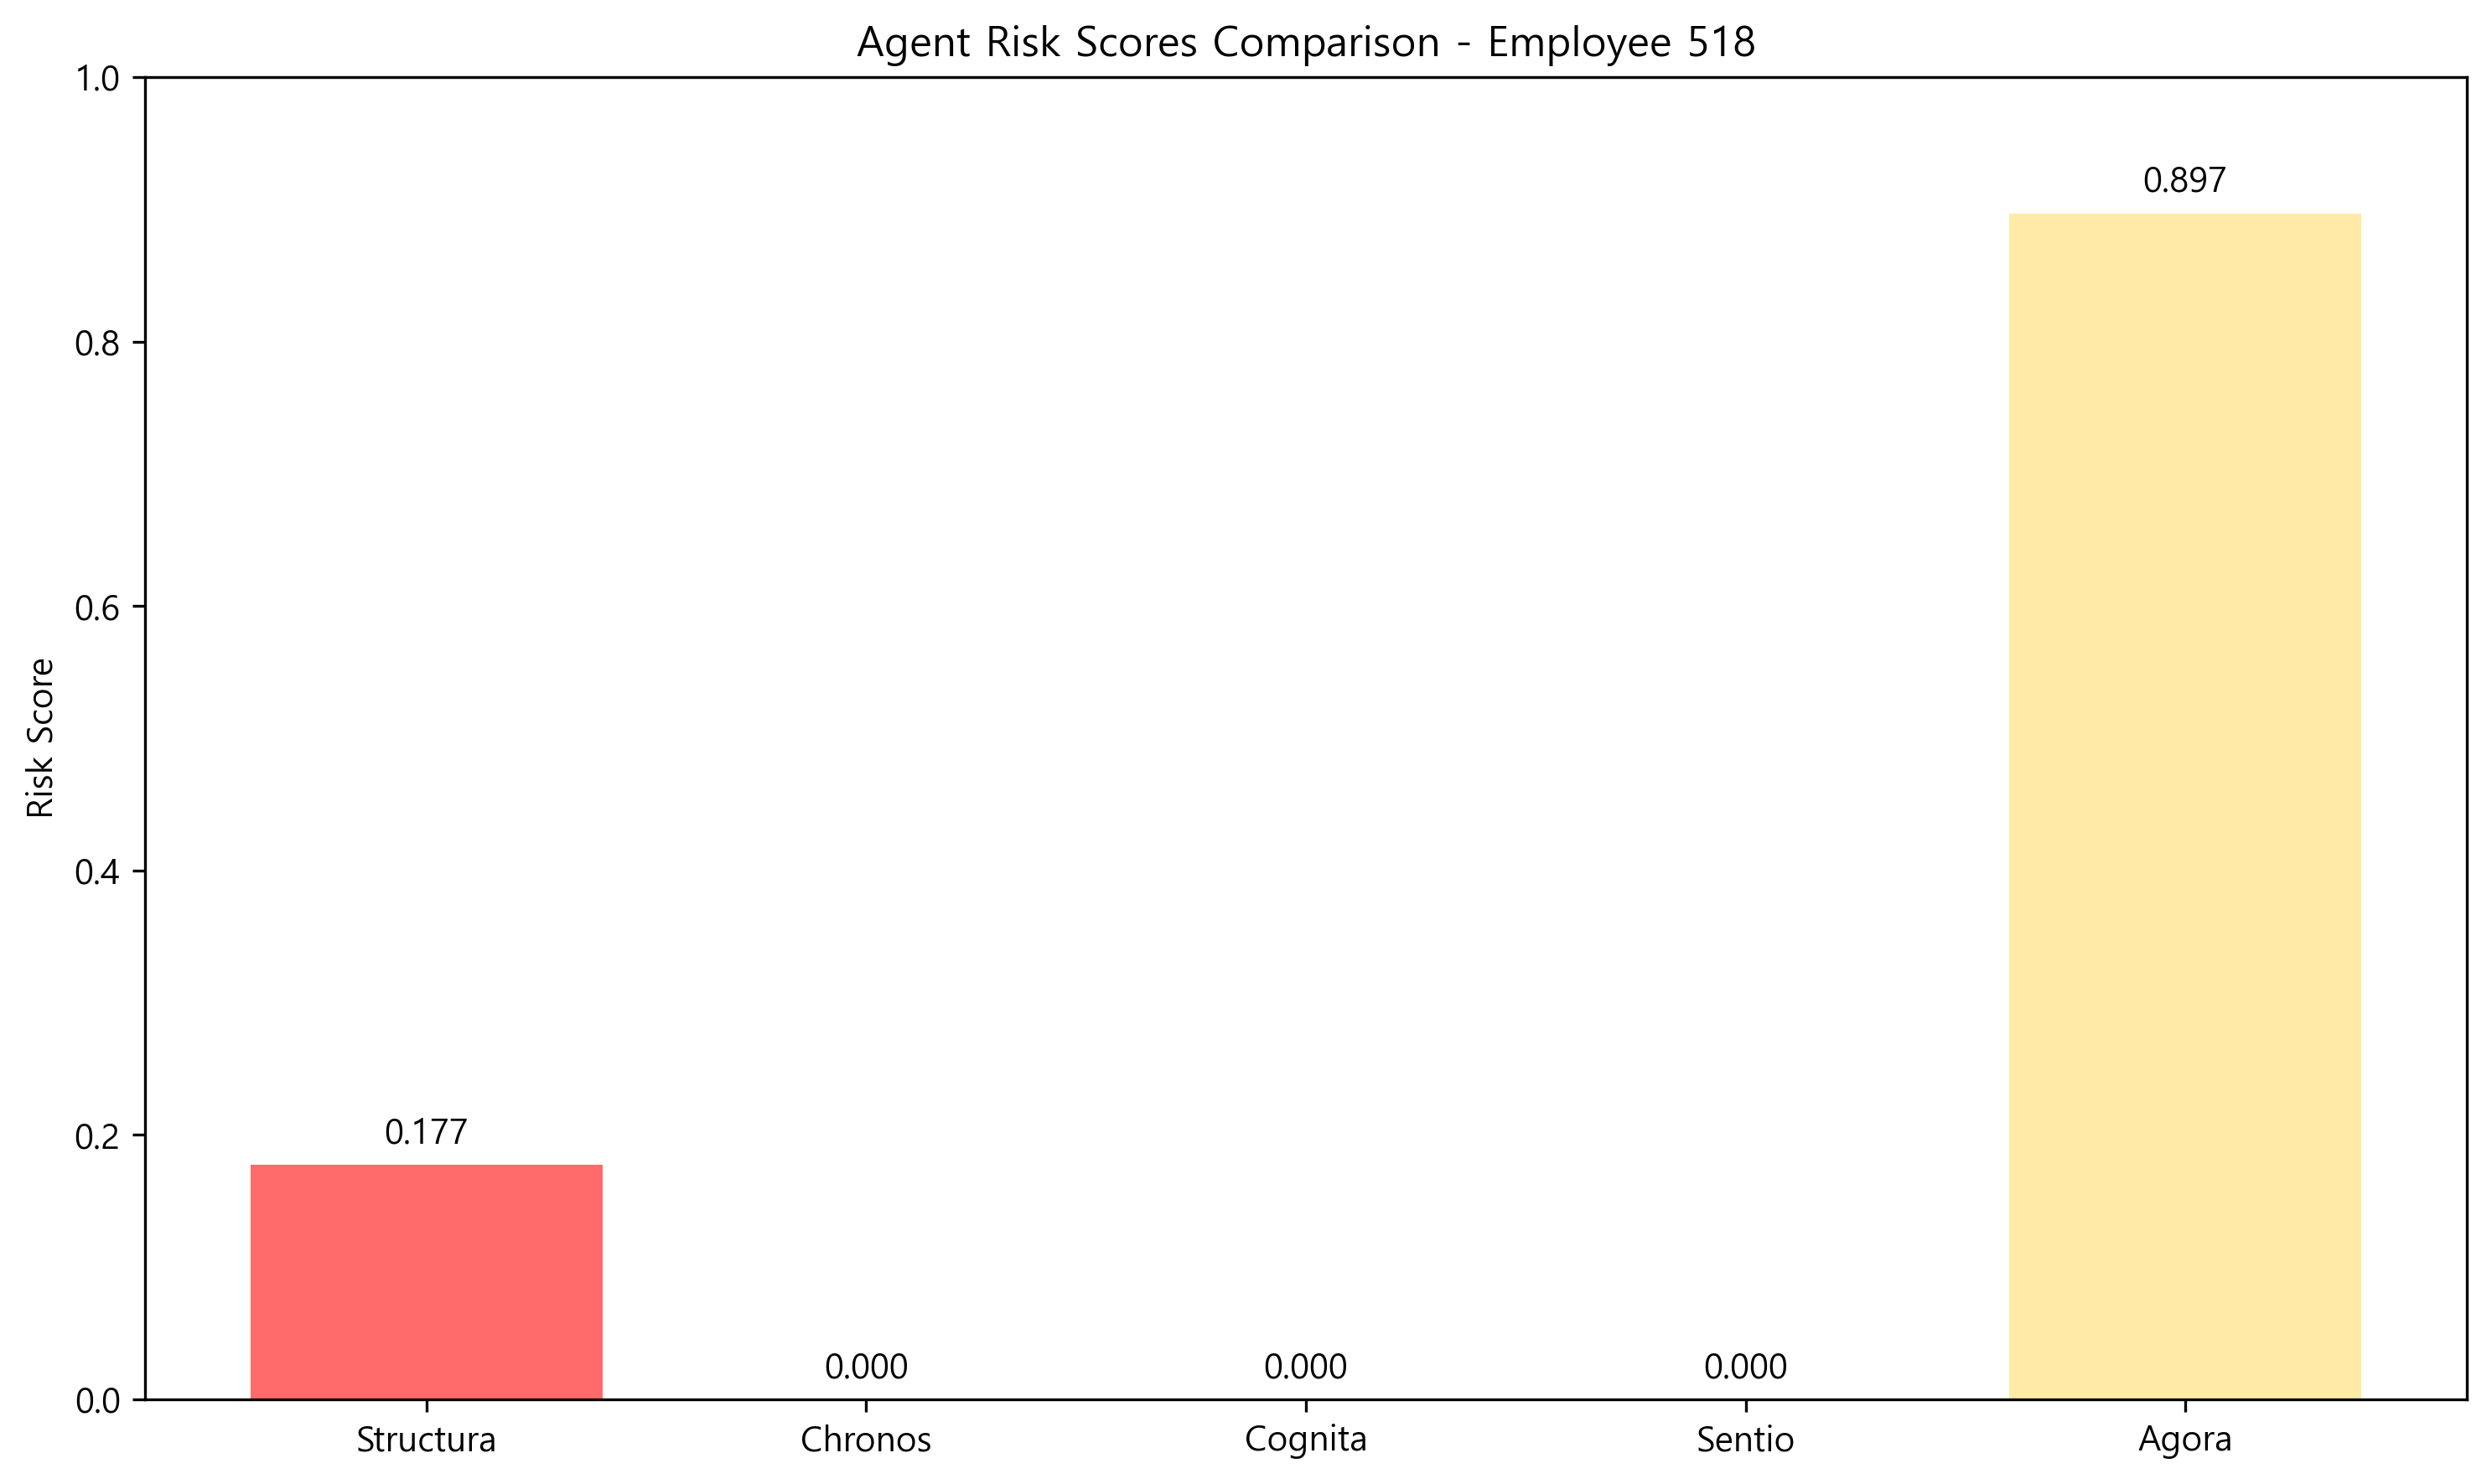 Agent Risk Scores Comparison - Employee 518
Risk Score
1.0
0.8
0.6
0.4
0.2
0.0
0.177
0.000
0.000
0.000
0.897
Structura
Chronos
Cognita
Sentio
Agora